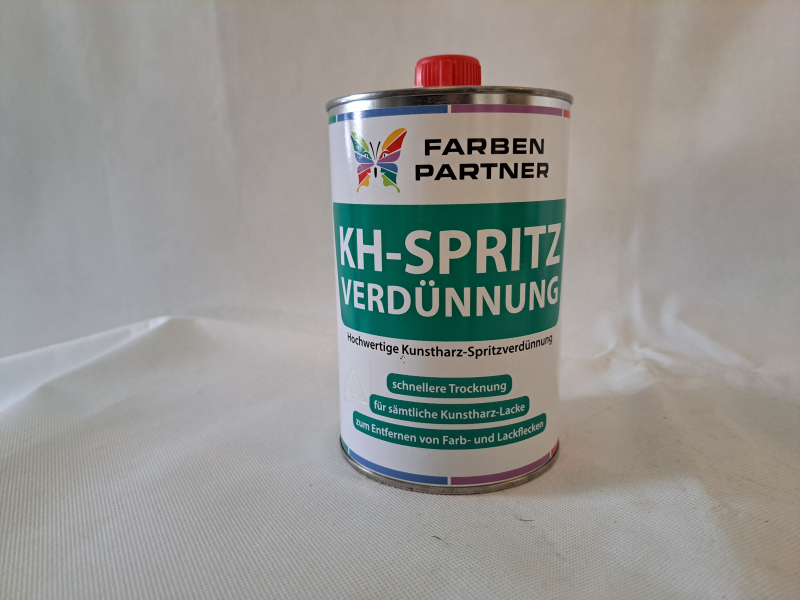 FARBEN
PARTNER
KH-SPRITZ
VERDÜNNUNG
Hochwertige Kunstharz-Spritzverdünnung
schnellere Trocknung
für sämtliche Kunstharz-Lacke
zum Entfernen von Farb- und Lackflecken